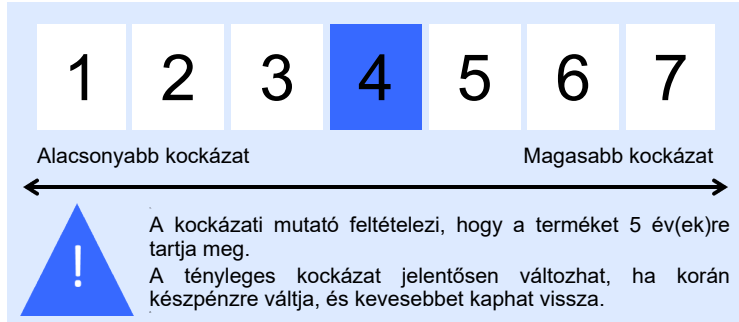 1 2 3 4 5 6 7
Alacsonyabb kockázat Magasabb kockázat
!
A kockázati mutató feltételezi, hogy a terméket 5 év(ek)re
tartja meg.
A tényleges kockázat jelentősen változhat, ha korán
készpénzre váltja, és kevesebbet kaphat vissza.